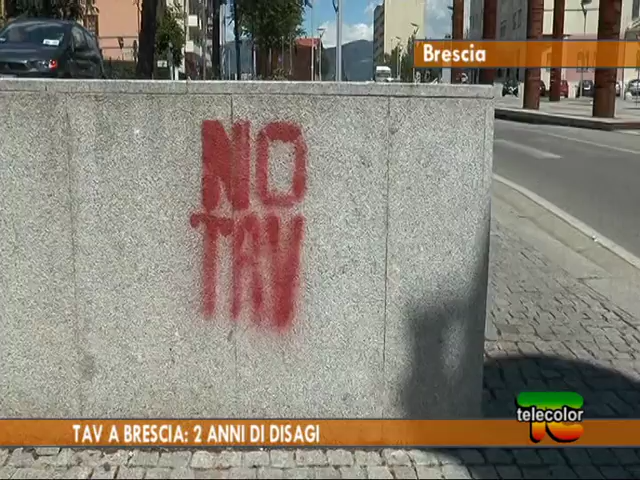 Brescia
NO
TAV
TAV A BRESCIA: 2 ANNI DI DISAGI
telecolor